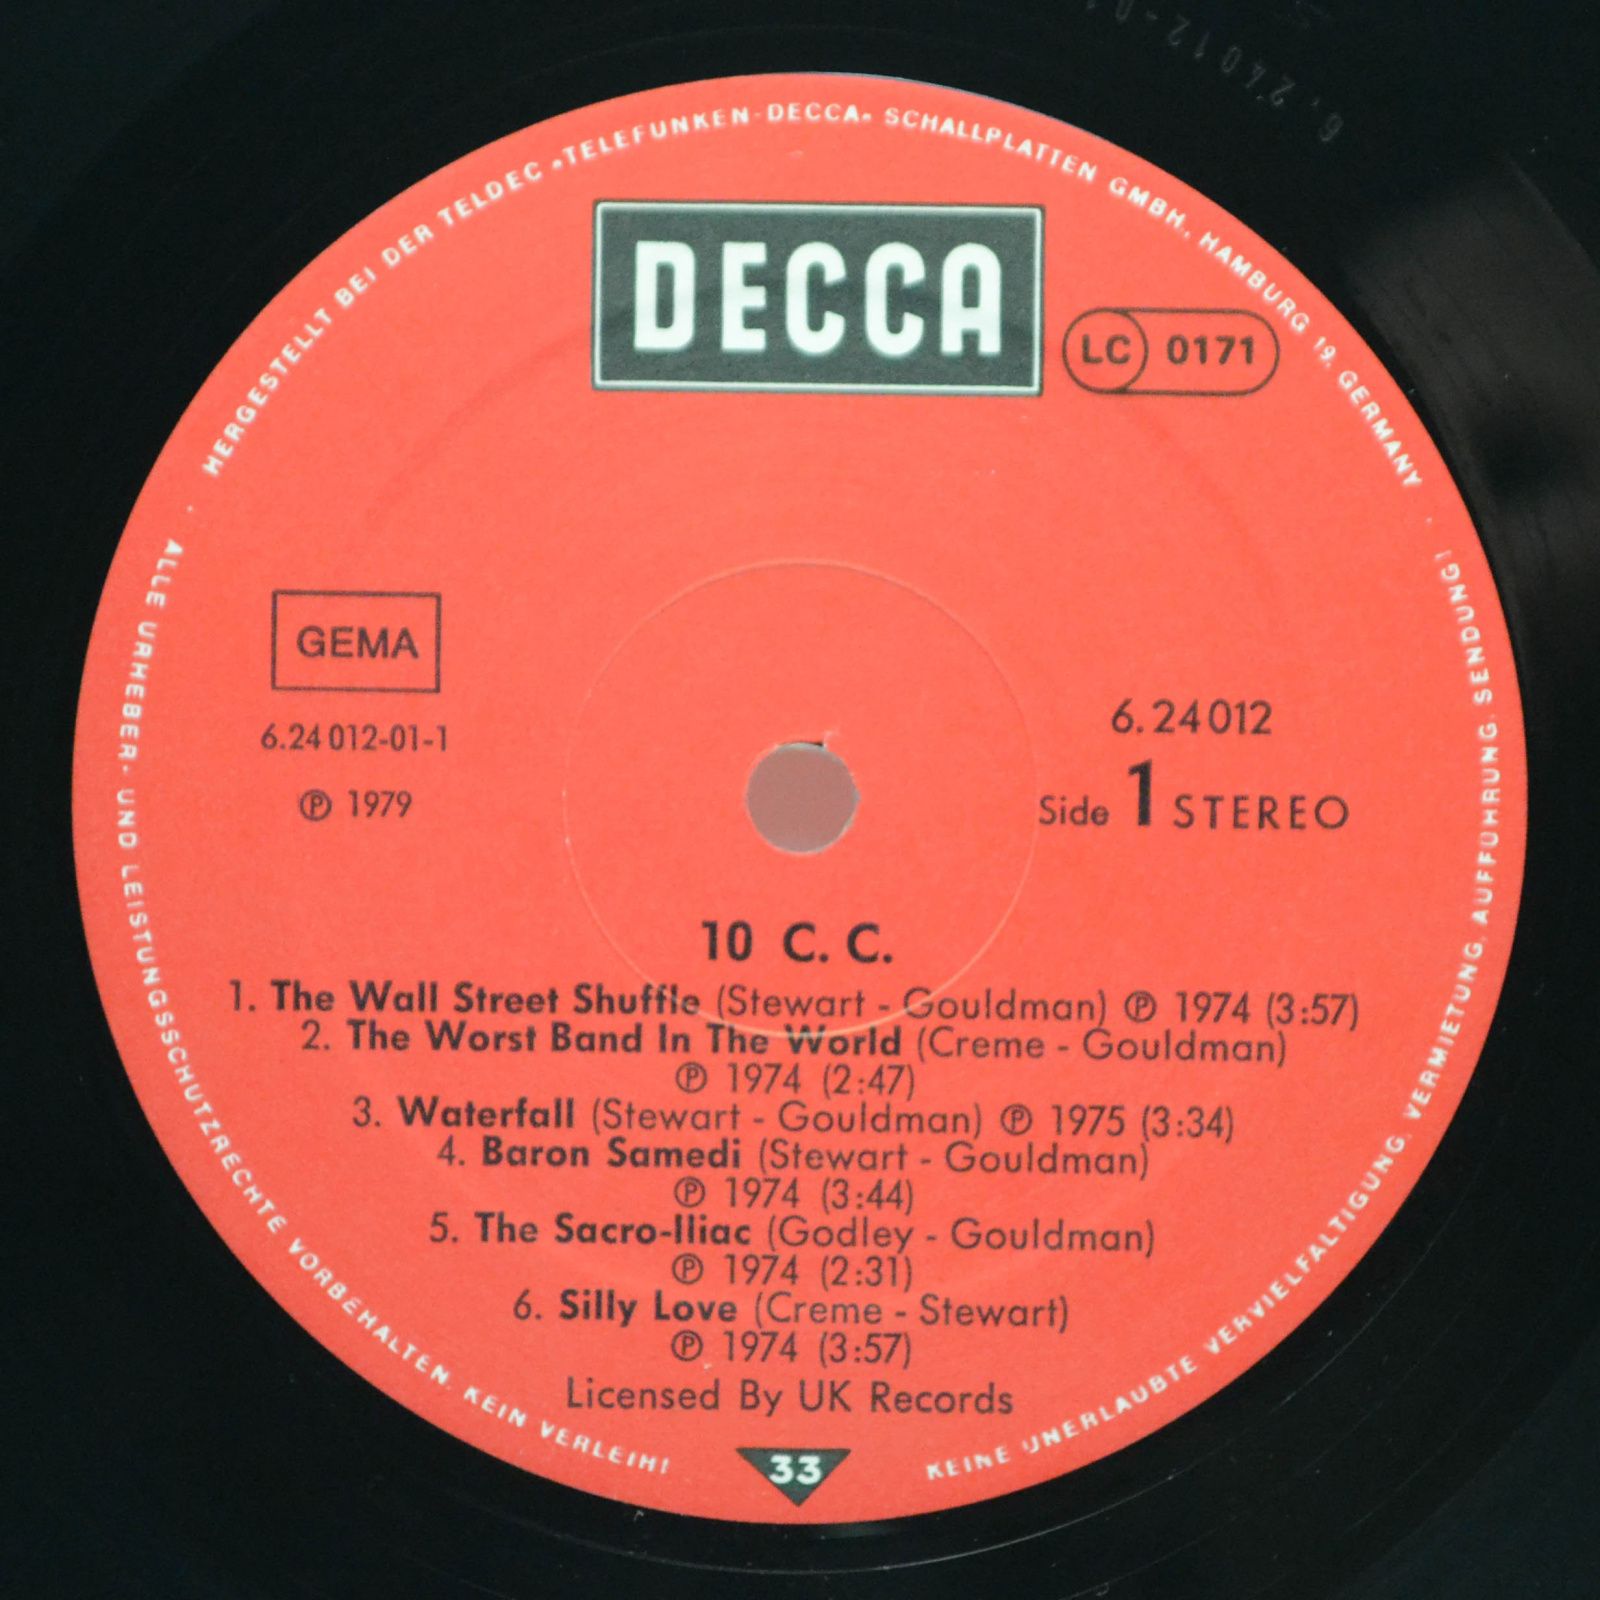 HERGESTELLT BEI DER TELDEC »TELEFUNKEN-DECCA« SCHALLPLATTEN GMBH., HAMBURG 19, GERMANY
DECCA
LC 0171
GEMA
6.24012-01-1
℗ 1979
6.24012
Side 1 STEREO
10 C. C.
1. The Wall Street Shuffle (Stewart - Gouldman) ℗ 1974 (3:57)
2. The Worst Band In The World (Creme - Gouldman)
℗ 1974 (2:47)
3. Waterfall (Stewart - Gouldman) ℗ 1975 (3:34)
4. Baron Samedi (Stewart - Gouldman)
℗ 1974 (3:44)
5. The Sacro-Iliac (Godley - Gouldman)
℗ 1974 (2:31)
6. Silly Love (Creme - Stewart)
℗ 1974 (3:57)
Licensed By UK Records
33
ALLE URHEBER- UND LEISTUNGSSCHUTZRECHTE VORBEHALTEN. KEIN VERLEIH!
KEINE UNERLAUBTE VERVIELFÄLTIGUNG, VERMIETUNG, AUFFÜHRUNG, SENDUNG!